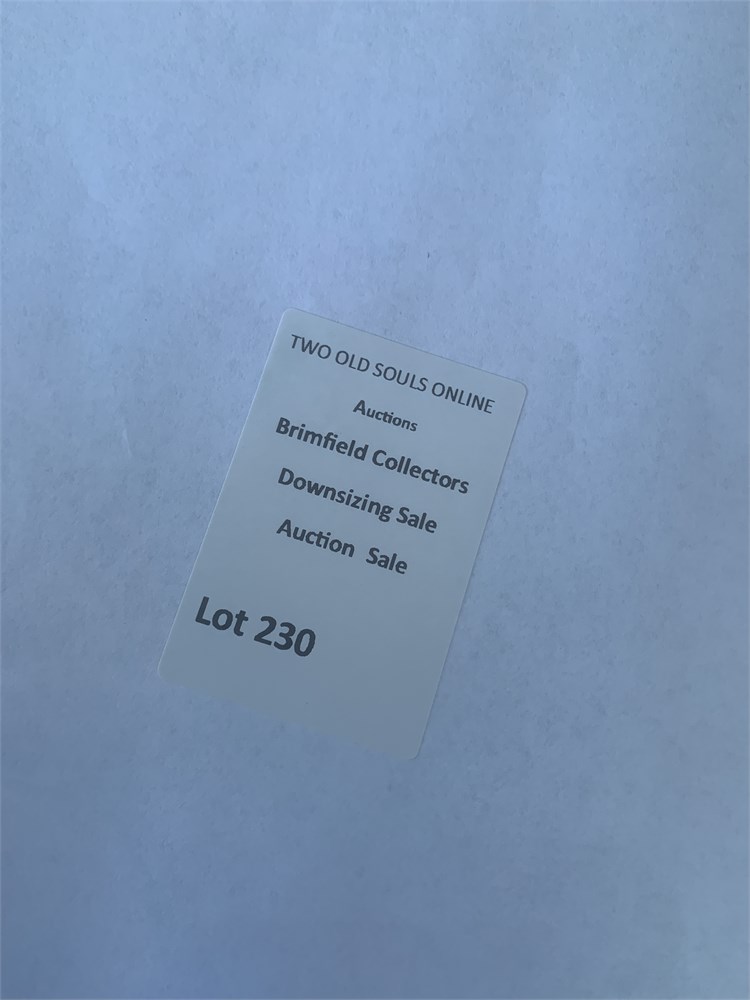 TWO OLD SOULS ONLINE
Auctions
Brimfield Collectors
Downsizing Sale
Auction  Sale
Lot 230